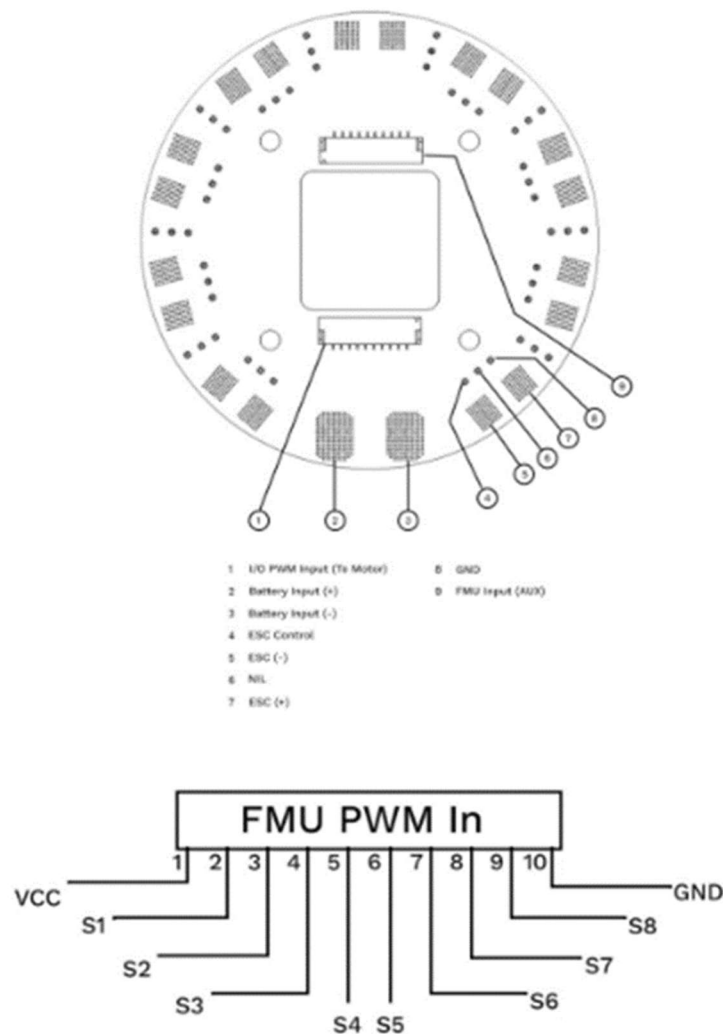 9
8
7
6
5
4
1 2 3
1 I/O PWM Input (To Motor) 8 GND
2 Battery Input (+) 9 FMU Input (AUX)
3 Battery Input (-)
4 ESC Control
5 ESC (-)
6 NIL
7 ESC (+)
FMU PWM In
1 2 3 4 5 6 7 8 9 10
VCC GND
S1 S8
S2 S7
S3 S6
S4 S5